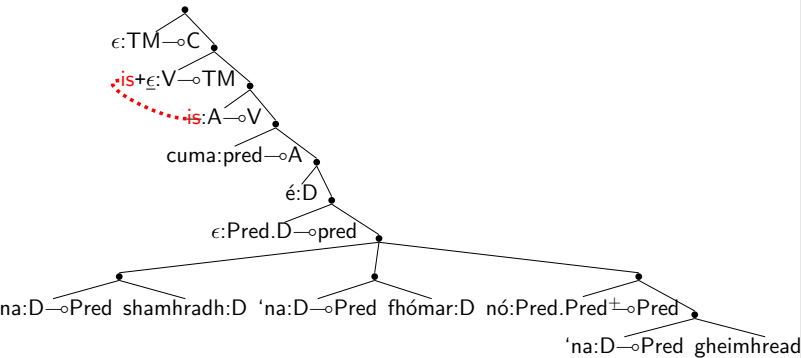 ϵ:TM⊸C
is+ϵ:V⊸TM
is:A⊸V
cuma:pred⊸A
é:D
ϵ:Pred.D⊸pred
na:D⊸Pred shamhradh:D ‘na:D⊸Pred fhómar:D nó:Pred.Pred⁺⊸Pred
‘na:D⊸Pred gheimhread